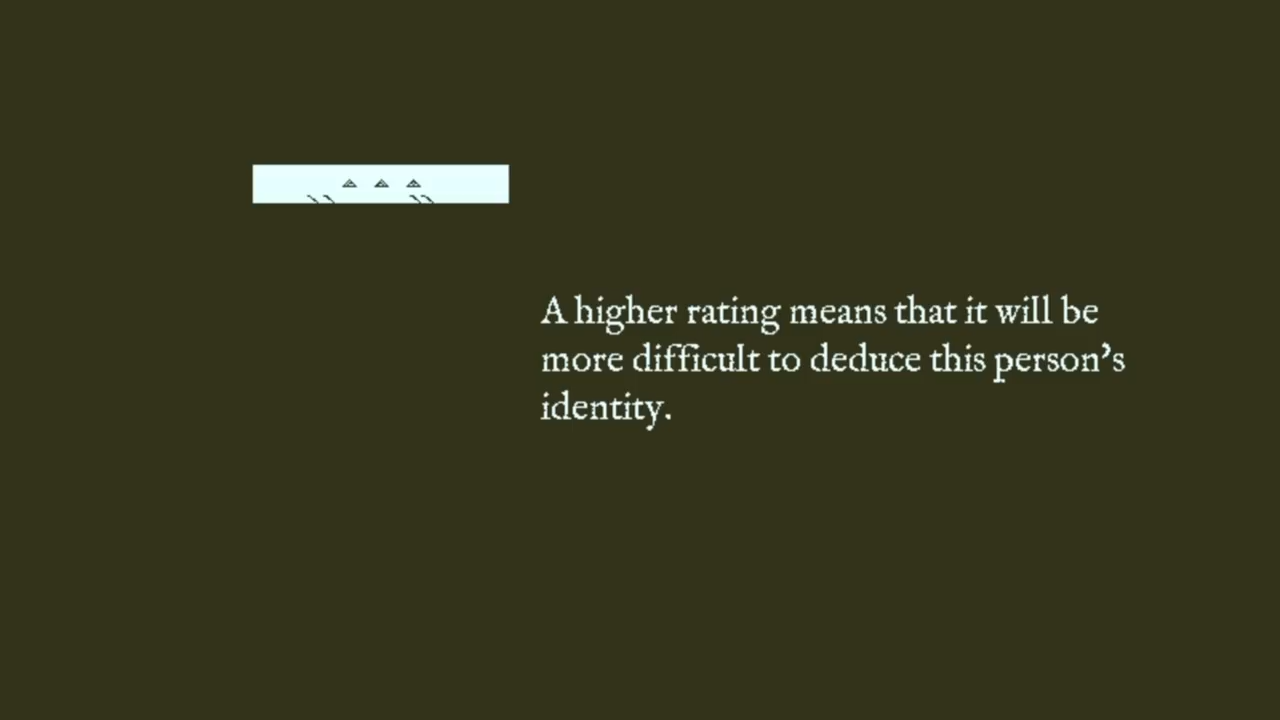 A higher rating means that it will be
more difficult to deduce this person’s
identity.